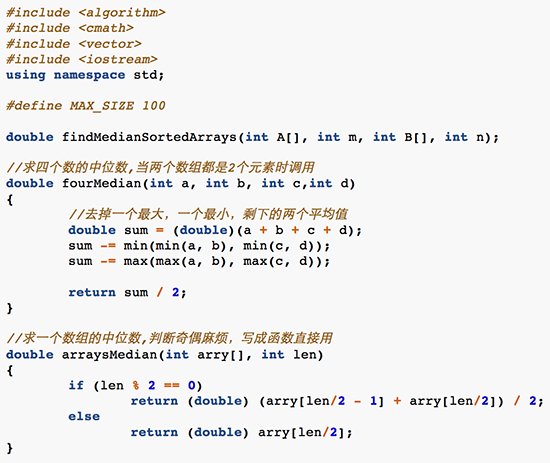 #include <algorithm>
#include <cmath>
#include <vector>
#include <iostream>
using namespace std;

#define MAX_SIZE 100

double findMedianSortedArrays(int A[], int m, int B[], int n);

//求四个数的中位数,当两个数组都是2个元素时调用
double fourMedian(int a, int b, int c,int d)
{
        //去掉一个最大，一个最小，剩下的两个平均值
        double sum = (double)(a + b + c + d);
        sum -= min(min(a, b), min(c, d));
        sum -= max(max(a, b), max(c, d));

        return sum / 2;
}

//求一个数组的中位数,判断奇偶麻烦，写成函数直接用
double arraysMedian(int arry[], int len)
{
        if (len % 2 == 0)
                return (double) (arry[len/2 - 1] + arry[len/2]) / 2;
        else
                return (double) arry[len/2];
}